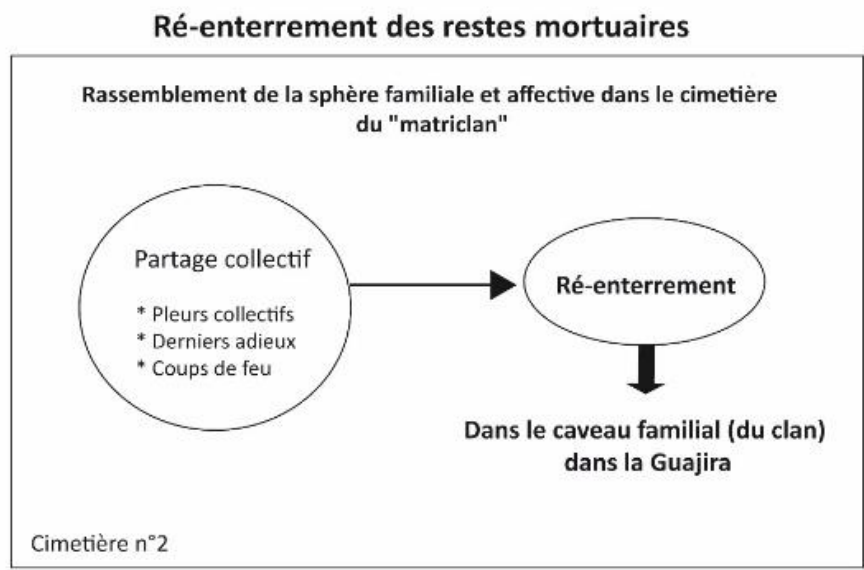 Ré-enterrement des restes mortuaires
Rassemblement de la sphère familiale et affective dans le cimetière
du "matriclan"
Partage collectif
* Pleurs collectifs
* Derniers adieux
* Coups de feu
Ré-enterrement
Dans le caveau familial (du clan)
dans la Guajira
Cimetière n°2